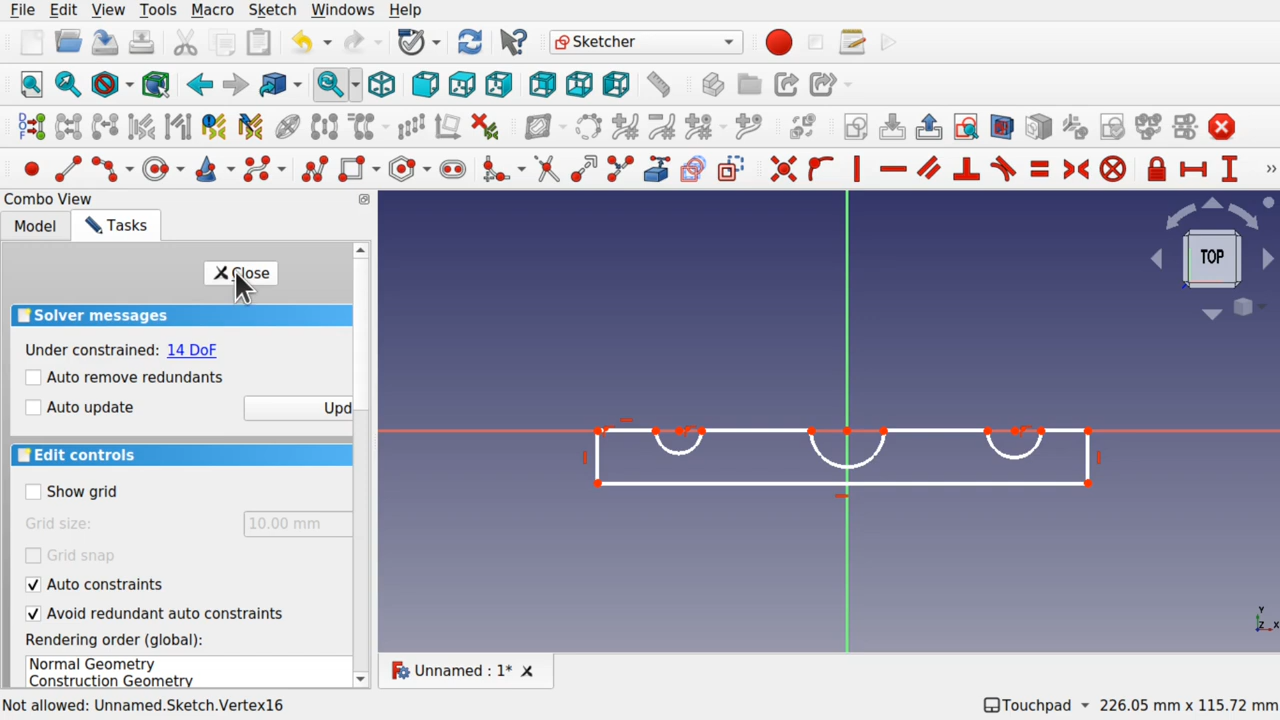 File Edit View Tools Macro Sketch Windows Help
Sketcher
Combo View
Model Tasks
Close
TOP
Solver messages
Under constrained: 14 DoF
Auto remove redundants
Auto update Upd
Edit controls
Show grid
Grid size: 10.00 mm
Grid snap
Auto constraints
Avoid redundant auto constraints
Rendering order (global):
Normal Geometry
Construction Geometry
Y
Z X
Unnamed : 1*
Not allowed: Unnamed.Sketch.Vertex16 Touchpad 226.05 mm x 115.72 mm